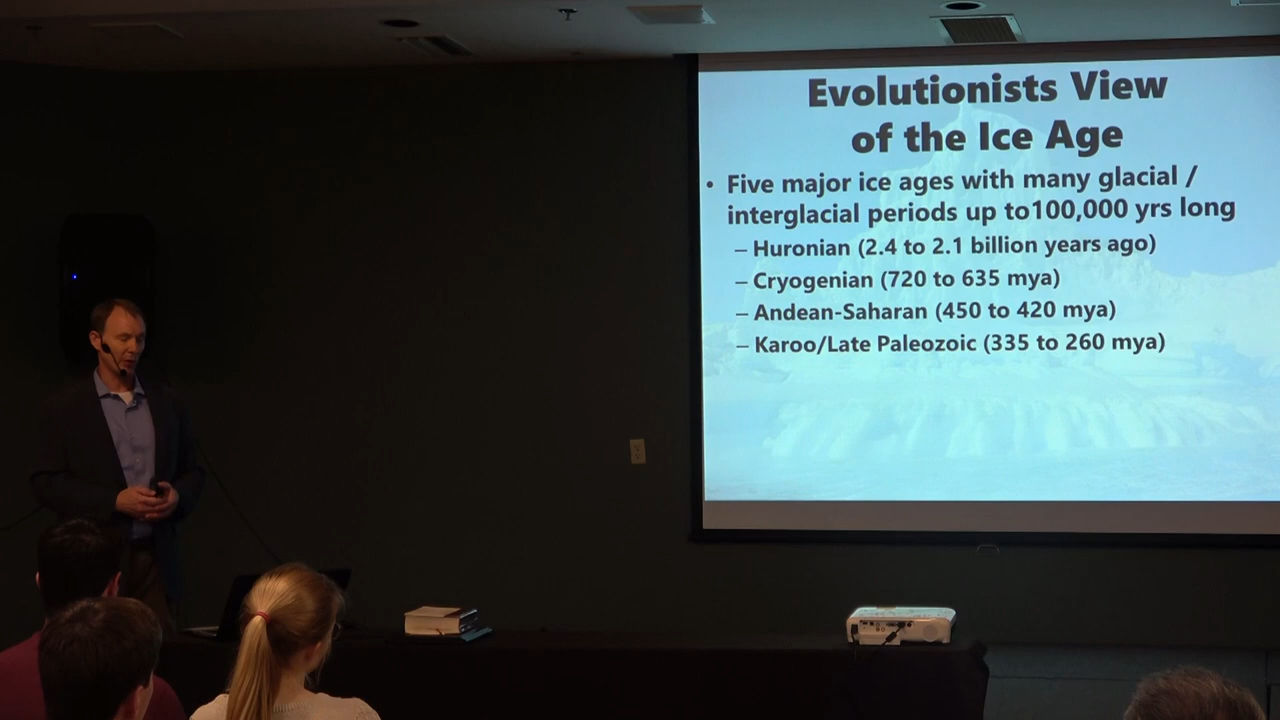 Evolutionists View
of the Ice Age
• Five major ice ages with many glacial /
interglacial periods up to100,000 yrs long
– Huronian (2.4 to 2.1 billion years ago)
– Cryogenian (720 to 635 mya)
– Andean-Saharan (450 to 420 mya)
– Karoo/Late Paleozoic (335 to 260 mya)